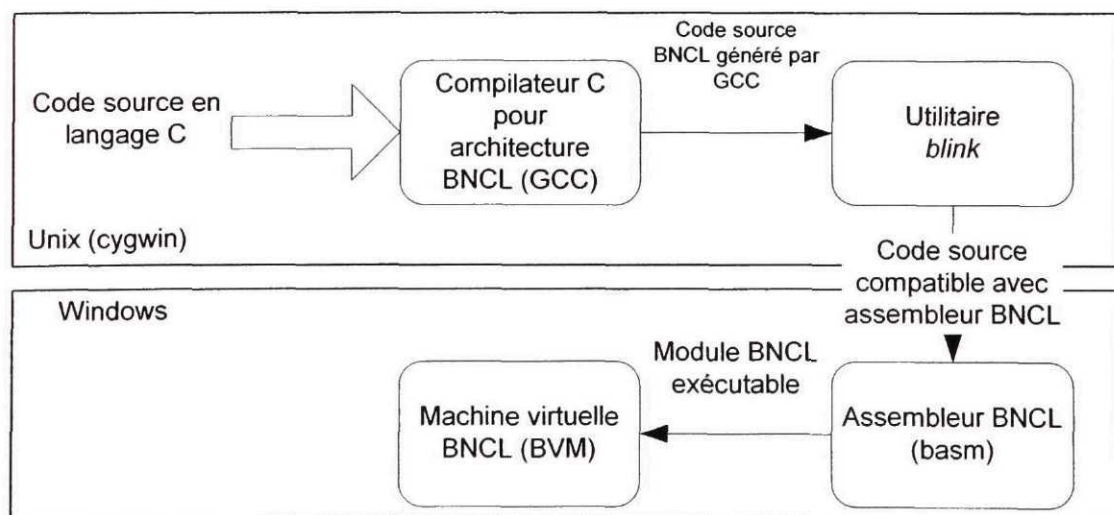 Code source en
langage C
Compilateur C
pour
architecture
BNCL (GCC)
Code source
BNCL généré par
GCC
Utilitaire
blink
Unix (cygwin)
Code source
compatible avec
assembleur BNCL
Windows
Module BNCL
exécutable
Machine virtuelle
BNCL (BVM)
Assembleur BNCL
(basm)